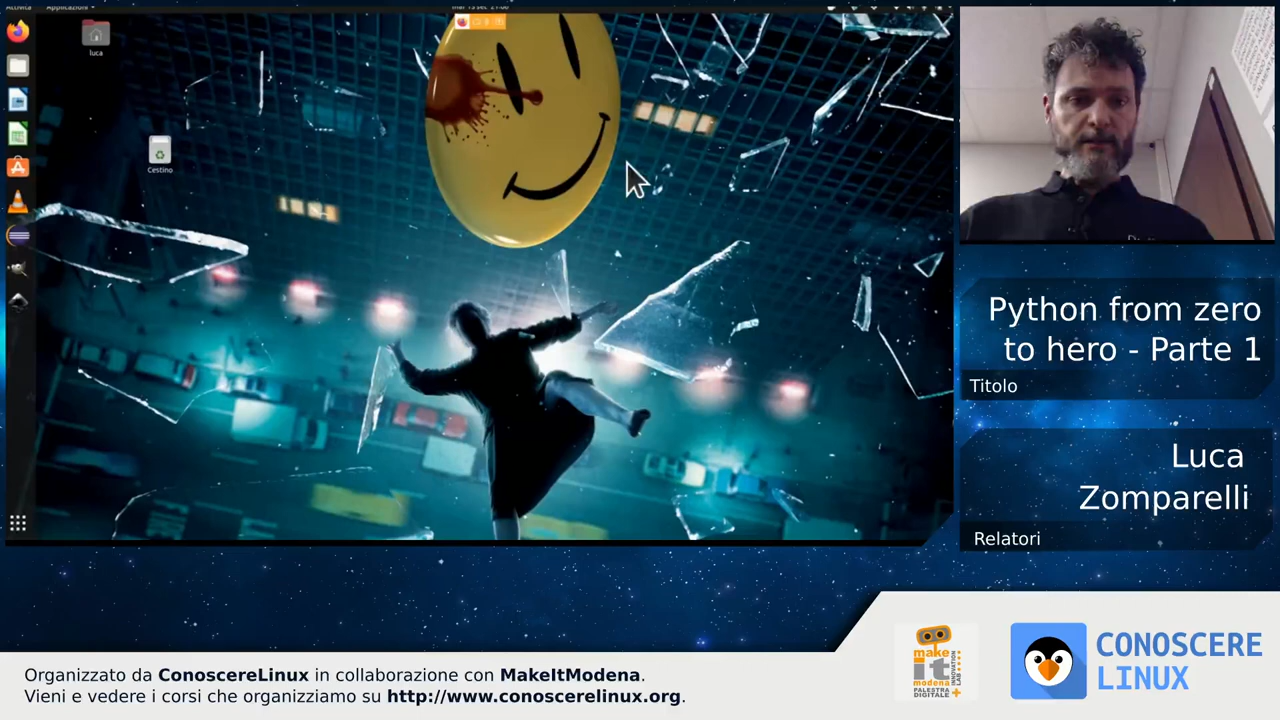 Attività Applicazioni
luca
Cestino
Python from zero
to hero - Parte 1
Titolo
Luca
Zomparelli
Relatori
Organizzato da ConoscereLinux in collaborazione con MakeItModena.
Vieni e vedere i corsi che organizziamo su http://www.conoscerelinux.org.
make
it
modena
PALESTRA
DIGITALE
INNOVATION
LAB
CONOSCERE
LINUX